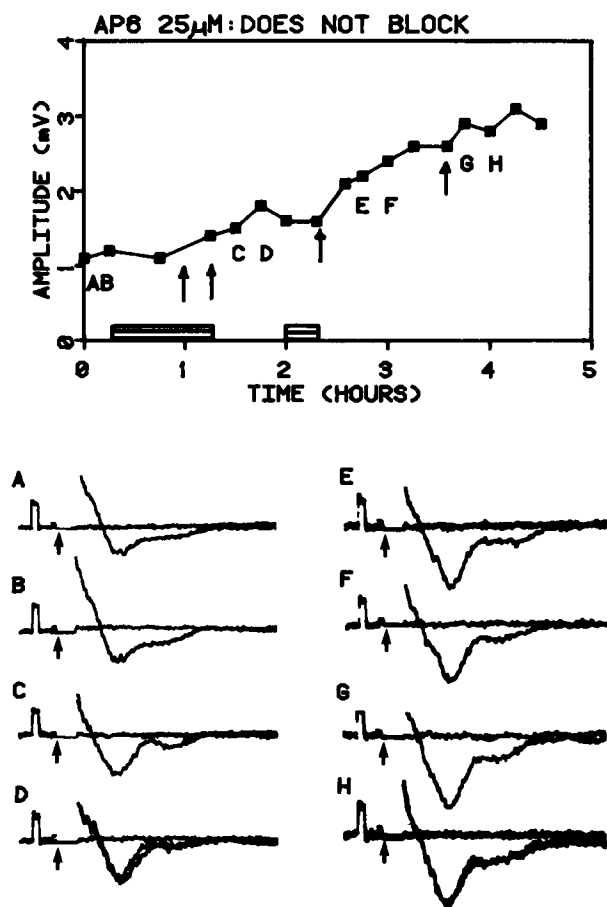 AP6 25µM:DOES NOT BLOCK
4
3
2
1
0
AMPLITUDE (mV)
AB
C D
E F
G H
0 1 2 3 4 5
TIME (HOURS)
A
B
C
D
E
F
G
H